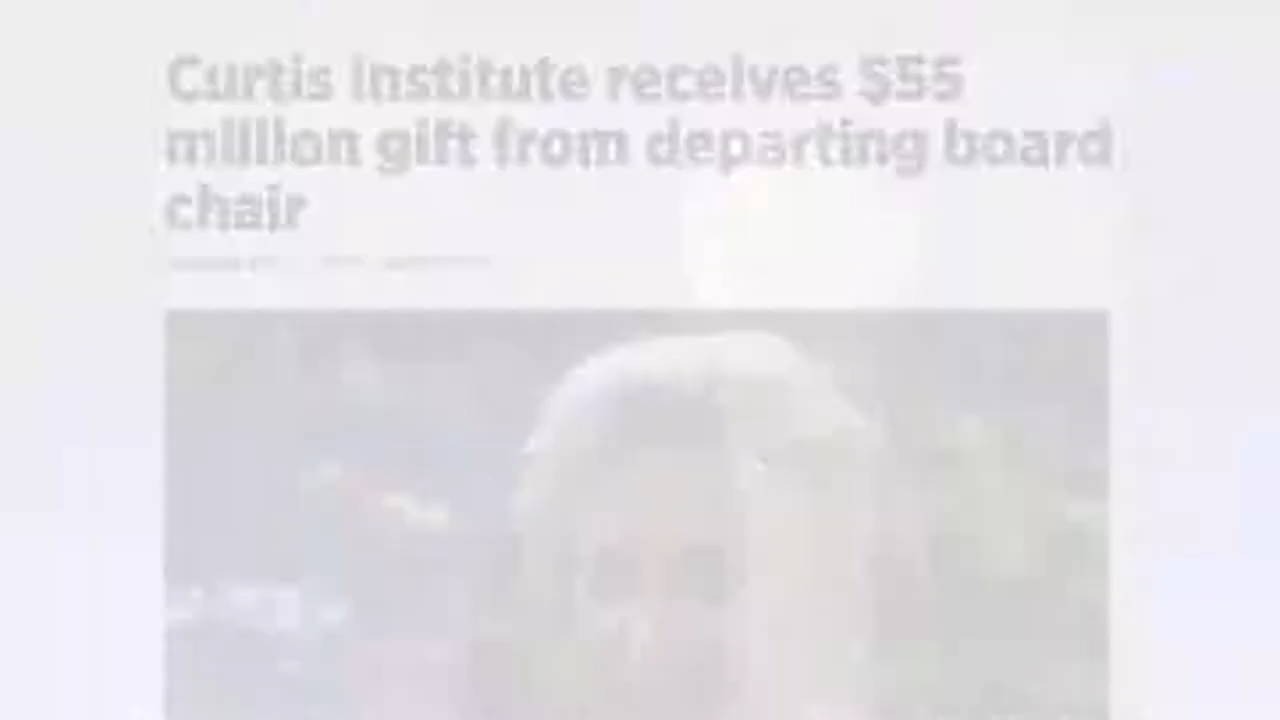 Curtis Institute receives $55
million gift from departing board
chair